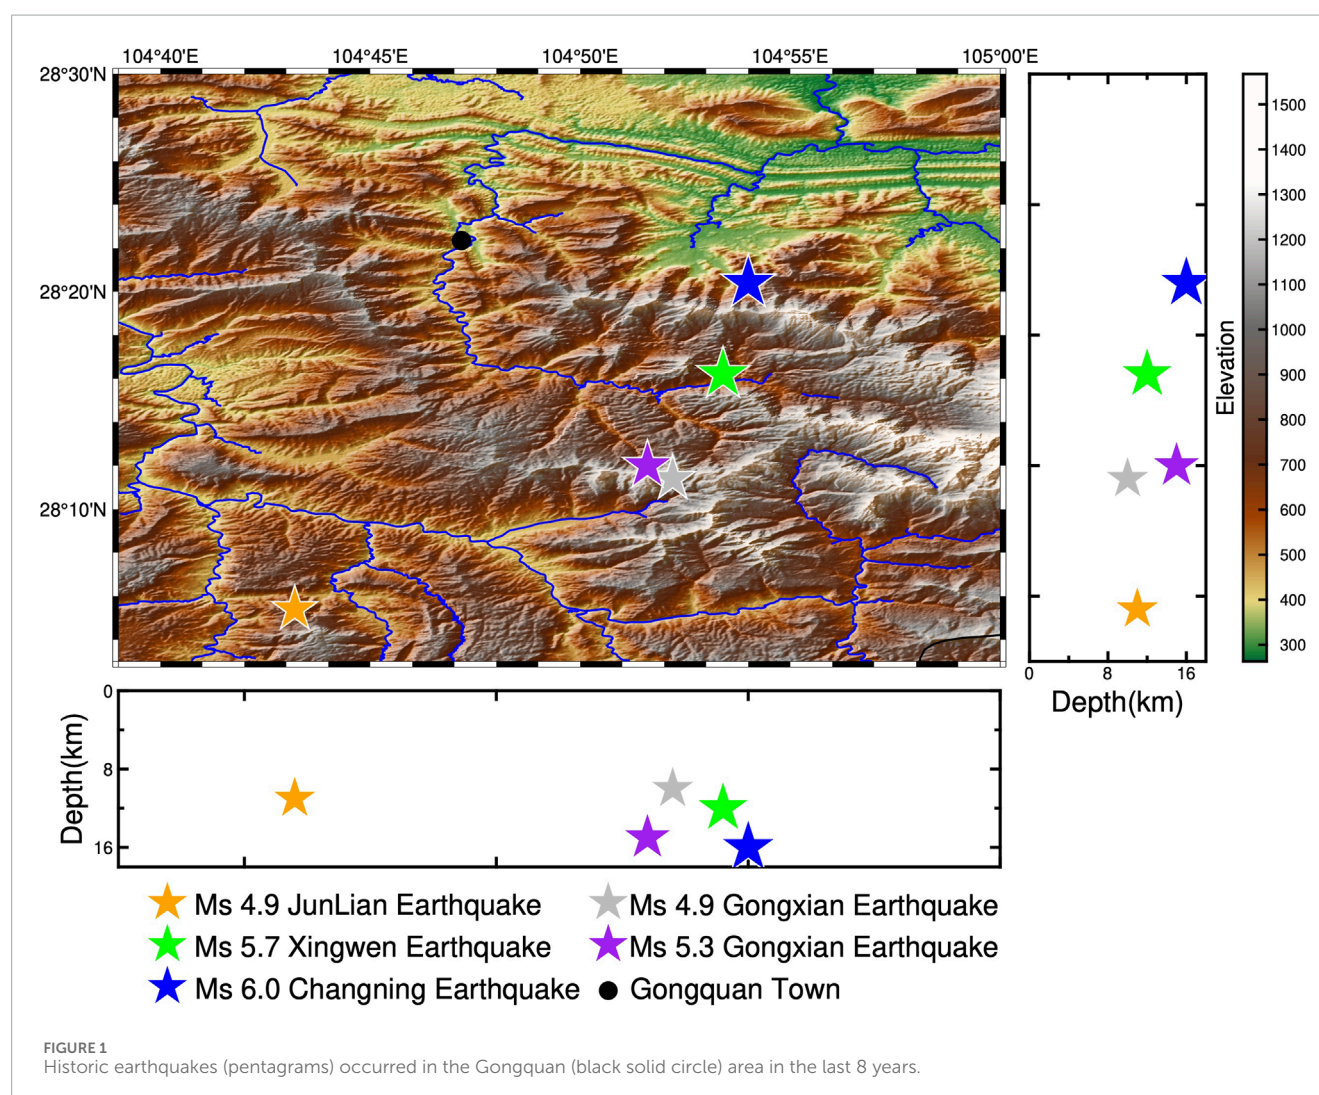 104°40'E 104°45'E 104°50'E 104°55'E 105°00'E
28°30'N
28°20'N
28°10'N
0 8 16
Depth(km)
Elevation
1500
1400
1300
1200
1100
1000
900
800
700
600
500
400
300
Depth(km)
0
8
16
Ms 4.9 JunLian Earthquake
Ms 4.9 Gongxian Earthquake
Ms 5.7 Xingwen Earthquake
Ms 5.3 Gongxian Earthquake
Ms 6.0 Changning Earthquake
Gongquan Town
FIGURE 1
Historic earthquakes (pentagrams) occurred in the Gongquan (black solid circle) area in the last 8 years.